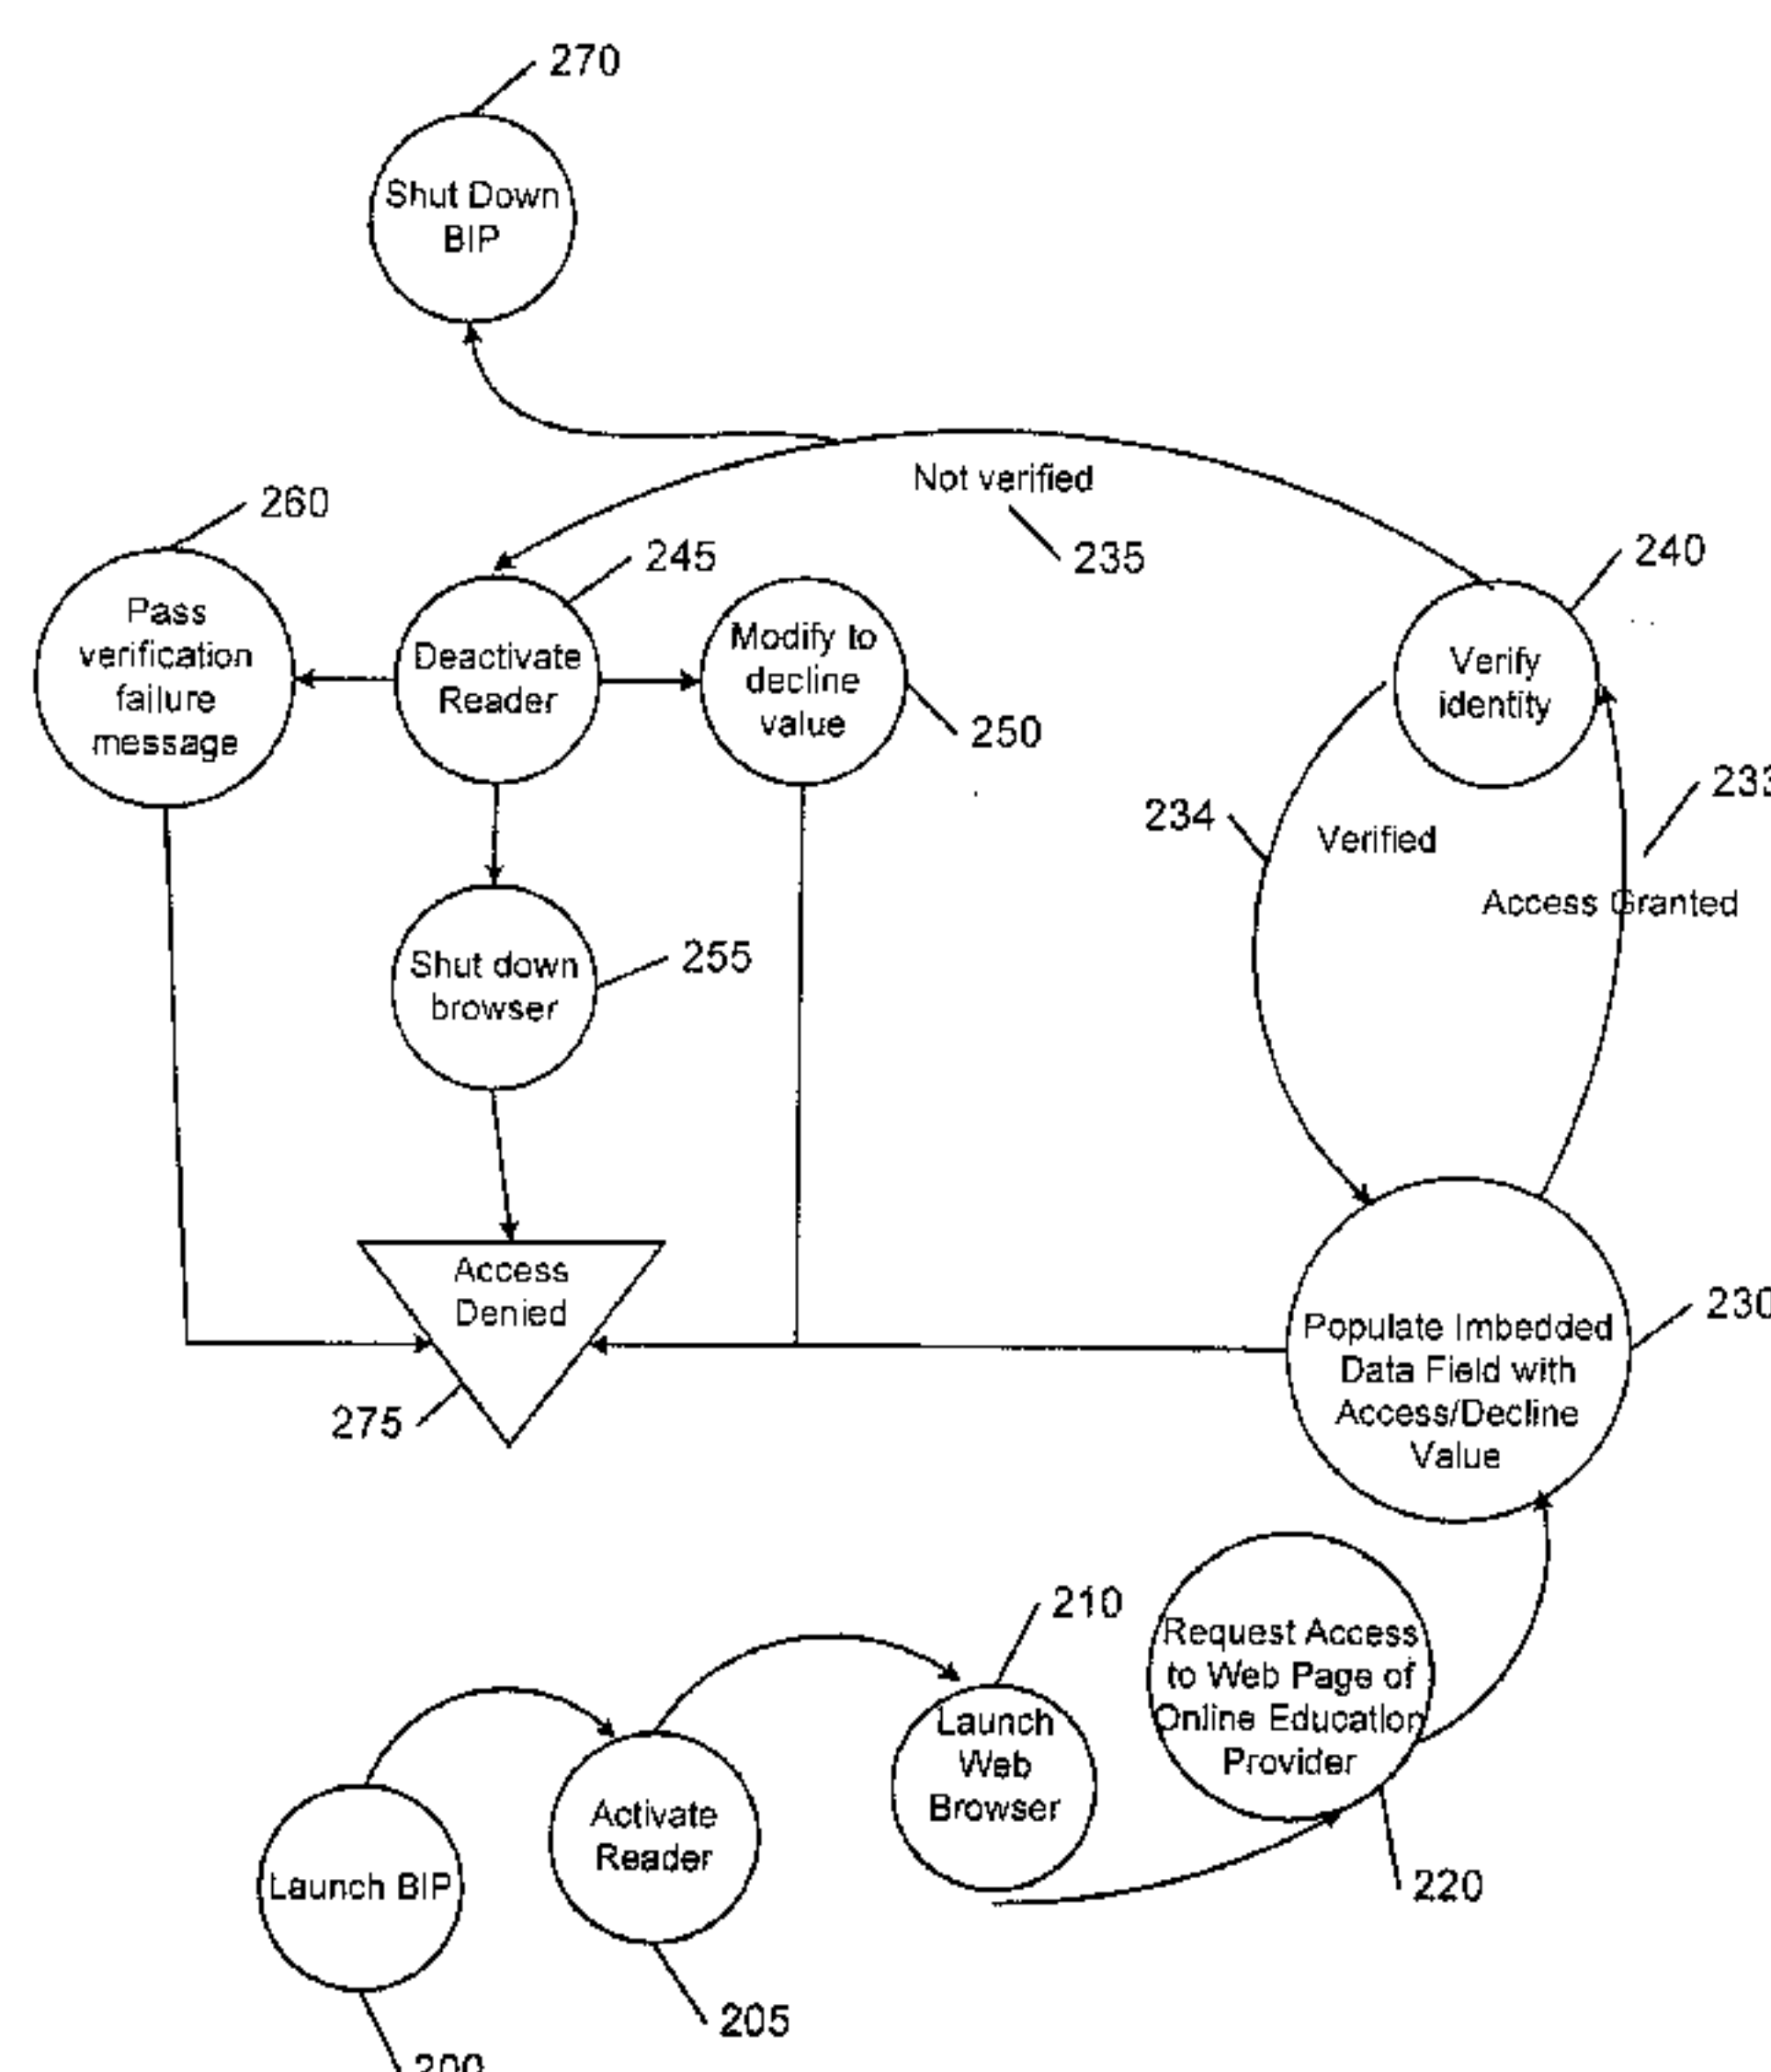 270
Shut Down
BIP
Not verified
235
260
Pass
verification
failure
message
245
Deactivate
Reader
Modify to
decline
value
250
240
Verify
identity
233
234
Verified
Access Granted
Shut down
browser
255
Access
Denied
275
230
Populate Imbedded
Data Field with
Access/Decline
Value
210
Request Access
to Web Page of
Online Education
Provider
220
Launch
Web
Browser
Activate
Reader
205
Launch BIP
200